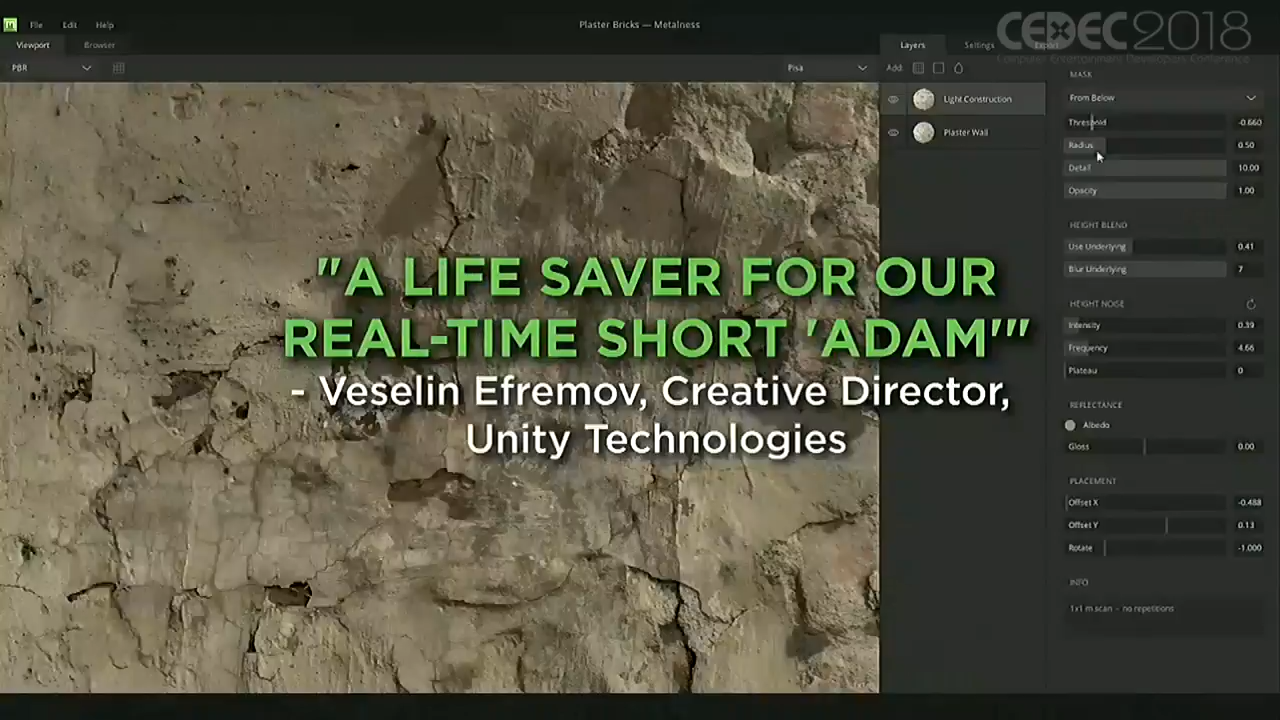 File Edit Help
Plaster Bricks — Metalness
CEDEC2018
Computer Entertainment Developers Conference
Viewport Browser
Layers Settings Export
PBR
Pisa
Add:
MASK
From Below
Light Construction
Plaster Wall
Threshold -0.660
Radius 0.50
Detail 10.00
Opacity 1.00
HEIGHT BLEND
Use Underlying 0.41
Blur Underlying 7
HEIGHT NOISE
Intensity 0.39
Frequency 4.66
Plateau 0
REFLECTANCE
Albedo
Gloss 0.00
PLACEMENT
Offset X -0.488
Offset Y 0.13
Rotate -1.000
INFO
1x1 m scan - no repetitions
"A LIFE SAVER FOR OUR
REAL-TIME SHORT 'ADAM'"
- Veselin Efremov, Creative Director,
Unity Technologies